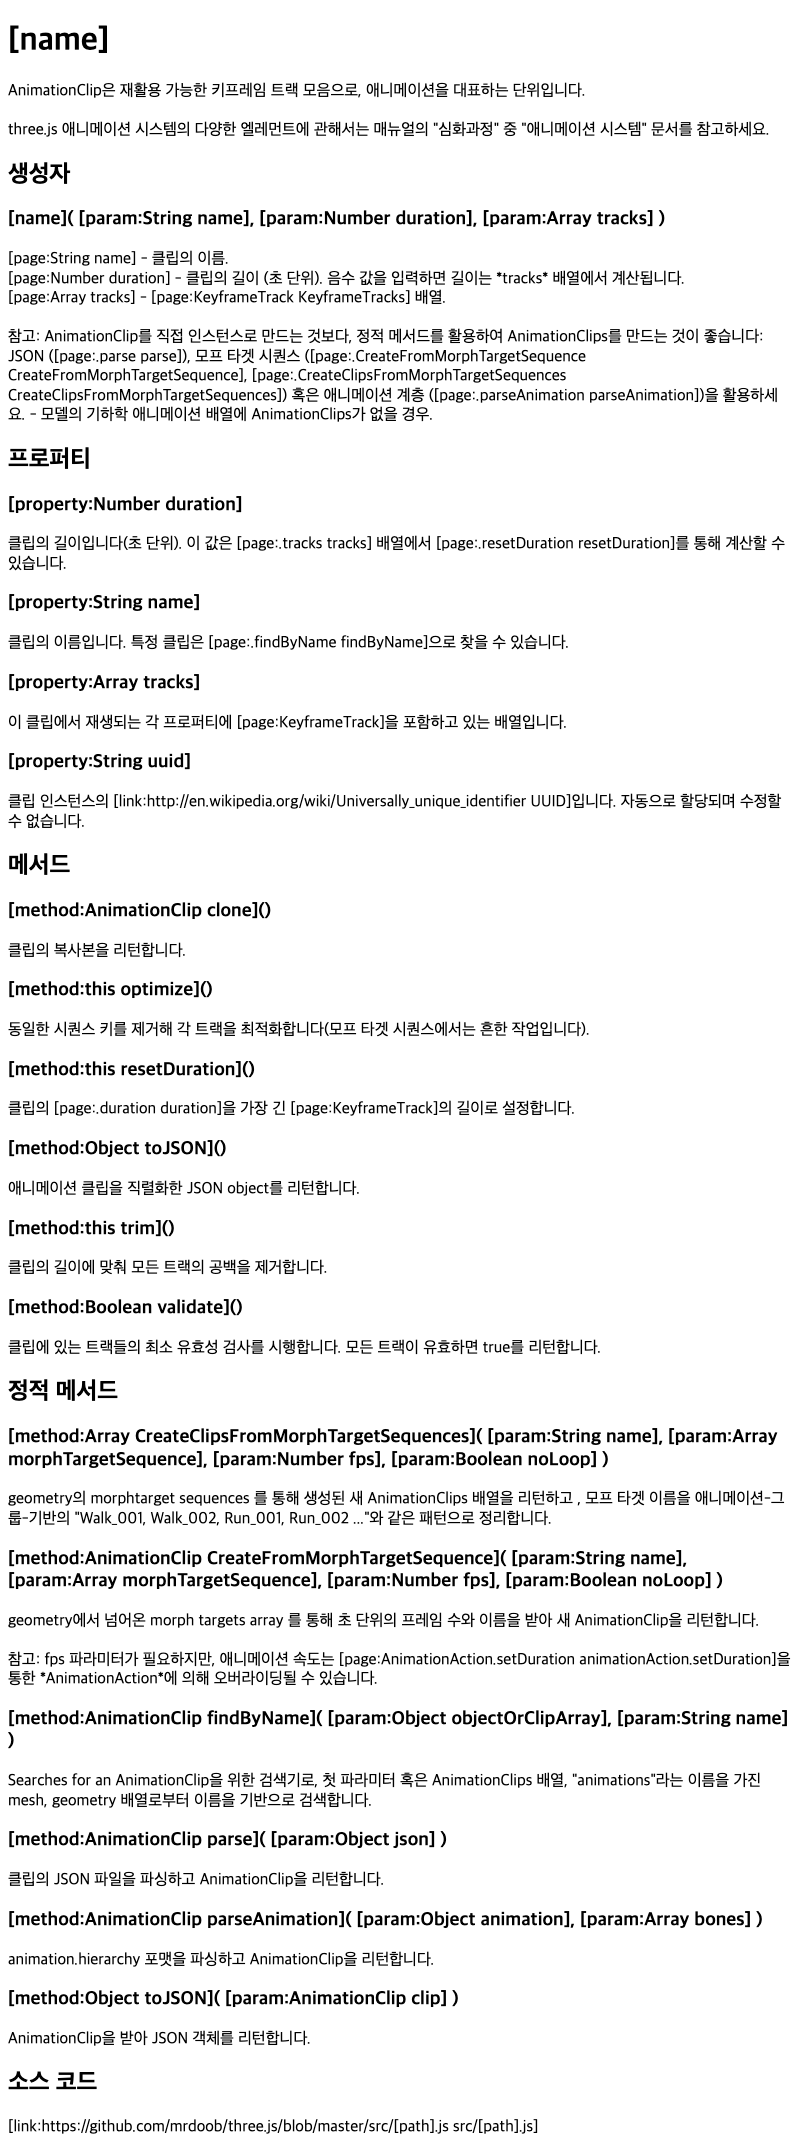 [name]
AnimationClip은 재활용 가능한 키프레임 트랙 모음으로, 애니메이션을 대표하는 단위입니다.
three.js 애니메이션 시스템의 다양한 엘레먼트에 관해서는 매뉴얼의 "심화과정" 중 "애니메이션 시스템" 문서를 참고하세요.
생성자
[name]( [param:String name], [param:Number duration], [param:Array tracks] )
[page:String name] - 클립의 이름.
[page:Number duration] - 클립의 길이 (초 단위). 음수 값을 입력하면 길이는 *tracks* 배열에서 계산됩니다.
[page:Array tracks] - [page:KeyframeTrack KeyframeTracks] 배열.
참고: AnimationClip를 직접 인스턴스로 만드는 것보다, 정적 메서드를 활용하여 AnimationClips를 만드는 것이 좋습니다:
JSON ([page:.parse parse]), 모프 타겟 시퀀스 ([page:.CreateFromMorphTargetSequence
CreateFromMorphTargetSequence], [page:.CreateClipsFromMorphTargetSequences
CreateClipsFromMorphTargetSequences]) 혹은 애니메이션 계층 ([page:.parseAnimation parseAnimation])을 활용하세
요. - 모델의 기하학 애니메이션 배열에 AnimationClips가 없을 경우.
프로퍼티
[property:Number duration]
클립의 길이입니다(초 단위). 이 값은 [page:.tracks tracks] 배열에서 [page:.resetDuration resetDuration]를 통해 계산할 수
있습니다.
[property:String name]
클립의 이름입니다. 특정 클립은 [page:.findByName findByName]으로 찾을 수 있습니다.
[property:Array tracks]
이 클립에서 재생되는 각 프로퍼티에 [page:KeyframeTrack]을 포함하고 있는 배열입니다.
[property:String uuid]
클립 인스턴스의 [link:http://en.wikipedia.org/wiki/Universally_unique_identifier UUID]입니다. 자동으로 할당되며 수정할
수 없습니다.
메서드
[method:AnimationClip clone]()
클립의 복사본을 리턴합니다.
[method:this optimize]()
동일한 시퀀스 키를 제거해 각 트랙을 최적화합니다(모프 타겟 시퀀스에서는 흔한 작업입니다).
[method:this resetDuration]()
클립의 [page:.duration duration]을 가장 긴 [page:KeyframeTrack]의 길이로 설정합니다.
[method:Object toJSON]()
애니메이션 클립을 직렬화한 JSON object를 리턴합니다.
[method:this trim]()
클립의 길이에 맞춰 모든 트랙의 공백을 제거합니다.
[method:Boolean validate]()
클립에 있는 트랙들의 최소 유효성 검사를 시행합니다. 모든 트랙이 유효하면 true를 리턴합니다.
정적 메서드
[method:Array CreateClipsFromMorphTargetSequences]( [param:String name], [param:Array
morphTargetSequence], [param:Number fps], [param:Boolean noLoop] )
geometry의 morphtarget sequences 를 통해 생성된 새 AnimationClips 배열을 리턴하고 , 모프 타겟 이름을 애니메이션-그
룹-기반의 "Walk_001, Walk_002, Run_001, Run_002 ..."와 같은 패턴으로 정리합니다.
[method:AnimationClip CreateFromMorphTargetSequence]( [param:String name],
[param:Array morphTargetSequence], [param:Number fps], [param:Boolean noLoop] )
geometry에서 넘어온 morph targets array 를 통해 초 단위의 프레임 수와 이름을 받아 새 AnimationClip을 리턴합니다.
참고: fps 파라미터가 필요하지만, 애니메이션 속도는 [page:AnimationAction.setDuration animationAction.setDuration]을
통한 *AnimationAction*에 의해 오버라이딩될 수 있습니다.
[method:AnimationClip findByName]( [param:Object objectOrClipArray], [param:String name]
)
Searches for an AnimationClip을 위한 검색기로, 첫 파라미터 혹은 AnimationClips 배열, "animations"라는 이름을 가진
mesh, geometry 배열로부터 이름을 기반으로 검색합니다.
[method:AnimationClip parse]( [param:Object json] )
클립의 JSON 파일을 파싱하고 AnimationClip을 리턴합니다.
[method:AnimationClip parseAnimation]( [param:Object animation], [param:Array bones] )
animation.hierarchy 포맷을 파싱하고 AnimationClip을 리턴합니다.
[method:Object toJSON]( [param:AnimationClip clip] )
AnimationClip을 받아 JSON 객체를 리턴합니다.
소스 코드
[link:https://github.com/mrdoob/three.js/blob/master/src/[path].js src/[path].js]